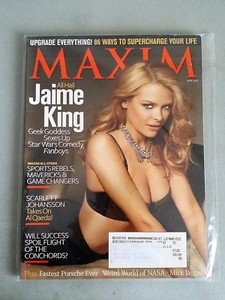 UPGRADE EVERYTHING! 86 WAYS TO SUPERCHARGE YOUR LIFE
MAXIM
All Hail
Jaime
King
Geek Goddess
Sexes Up
Star Wars Comedy
Fanboys
SPORTS REBELS,
MAVERICKS &
GAME CHANGERS
SCARLETT
JOHANSSON
Takes On
Al Qaeda!
WILL SUCCESS
SPOIL FLIGHT
OF THE
CONCHORDS?
Plus Fastest Porsche Ever Weird World of NASA Mick Jagger